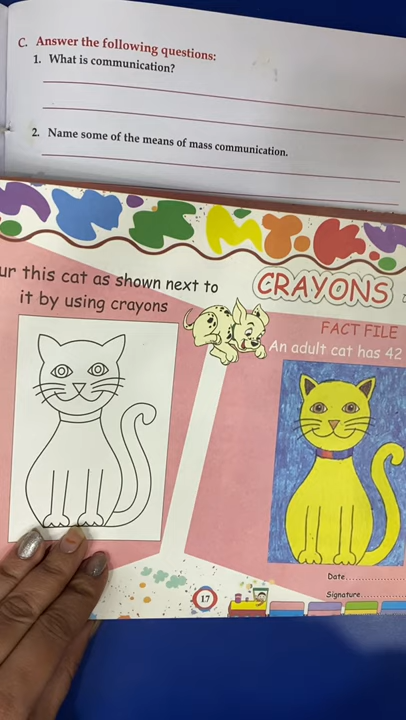 C. Answer the following questions:
1. What is communication?
2. Name some of the means of mass communication.
ur this cat as shown next to
it by using crayons
CRAYONS
FACT FILE
An adult cat has 42
Date
Signature
17